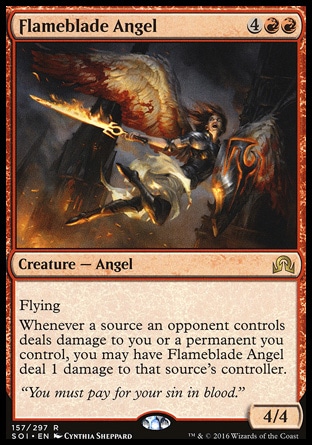 Flameblade Angel 4
Creature — Angel
Flying
Whenever a source an opponent controls
deals damage to you or a permanent you
control, you may have Flameblade Angel
deal 1 damage to that source's controller.
“You must pay for your sin in blood.”
157/297 R
SOI • EN Cynthia Sheppard
™ & © 2016 Wizards of the Coast
4/4